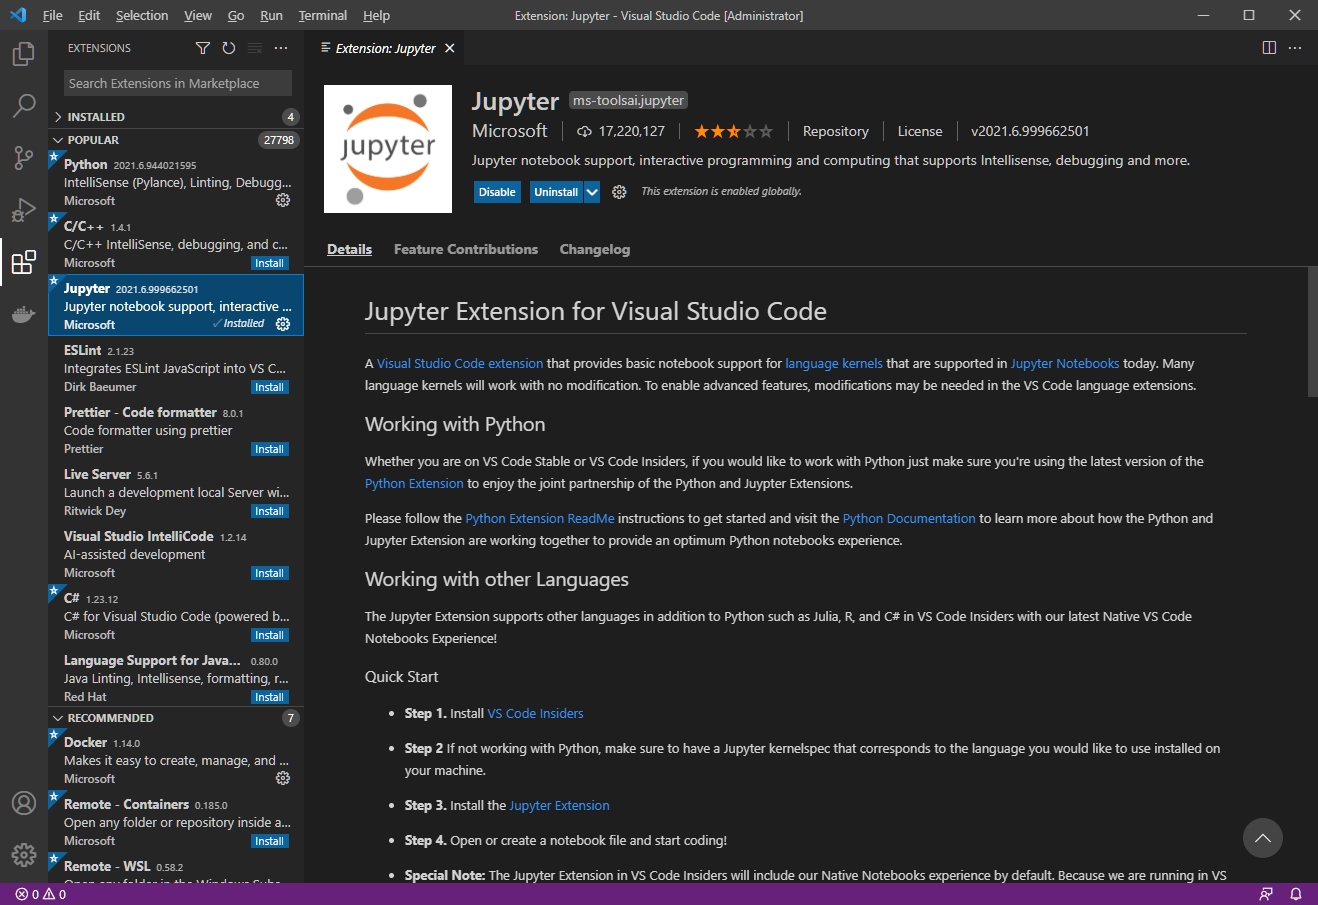 File Edit Selection View Go Run Terminal Help
Extension: Jupyter - Visual Studio Code [Administrator]
EXTENSIONS
Search Extensions in Marketplace
INSTALLED 4
POPULAR 27798
Python 2021.6.944021595
IntelliSense (Pylance), Linting, Debugg...
Microsoft
C/C++ 1.4.1
C/C++ IntelliSense, debugging, and c...
Microsoft Install
Jupyter 2021.6.999662501
Jupyter notebook support, interactive ...
Microsoft ✓Installed
ESLint 2.1.23
Integrates ESLint JavaScript into VS C...
Dirk Baeumer Install
Prettier - Code formatter 8.0.1
Code formatter using prettier
Prettier Install
Live Server 5.6.1
Launch a development local Server wi...
Ritwick Dey Install
Visual Studio IntelliCode 1.2.14
AI-assisted development
Microsoft Install
C# 1.23.12
C# for Visual Studio Code (powered b...
Microsoft Install
Language Support for Java... 0.80.0
Java Linting, Intellisense, formatting, r...
Red Hat Install
RECOMMENDED 7
Docker 1.14.0
Makes it easy to create, manage, and ...
Microsoft
Remote - Containers 0.185.0
Open any folder or repository inside a...
Microsoft Install
Remote - WSL 0.58.2
Open any folder in the Windows Subs...
0 0
Extension: Jupyter
jupyter
Jupyter ms-toolsai.jupyter
Microsoft 17,220,127 Repository License v2021.6.999662501
Jupyter notebook support, interactive programming and computing that supports Intellisense, debugging and more.
Disable Uninstall This extension is enabled globally.
Details Feature Contributions Changelog
Jupyter Extension for Visual Studio Code
A Visual Studio Code extension that provides basic notebook support for language kernels that are supported in Jupyter Notebooks today. Many
language kernels will work with no modification. To enable advanced features, modifications may be needed in the VS Code language extensions.
Working with Python
Whether you are on VS Code Stable or VS Code Insiders, if you would like to work with Python just make sure you're using the latest version of the
Python Extension to enjoy the joint partnership of the Python and Juypter Extensions.
Please follow the Python Extension ReadMe instructions to get started and visit the Python Documentation to learn more about how the Python and
Jupyter Extension are working together to provide an optimum Python notebooks experience.
Working with other Languages
The Jupyter Extension supports other languages in addition to Python such as Julia, R, and C# in VS Code Insiders with our latest Native VS Code
Notebooks Experience!
Quick Start
• Step 1. Install VS Code Insiders
• Step 2 If not working with Python, make sure to have a Jupyter kernelspec that corresponds to the language you would like to use installed on
your machine.
• Step 3. Install the Jupyter Extension
• Step 4. Open or create a notebook file and start coding!
• Special Note: The Jupyter Extension in VS Code Insiders will include our Native Notebooks experience by default. Because we are running in VS